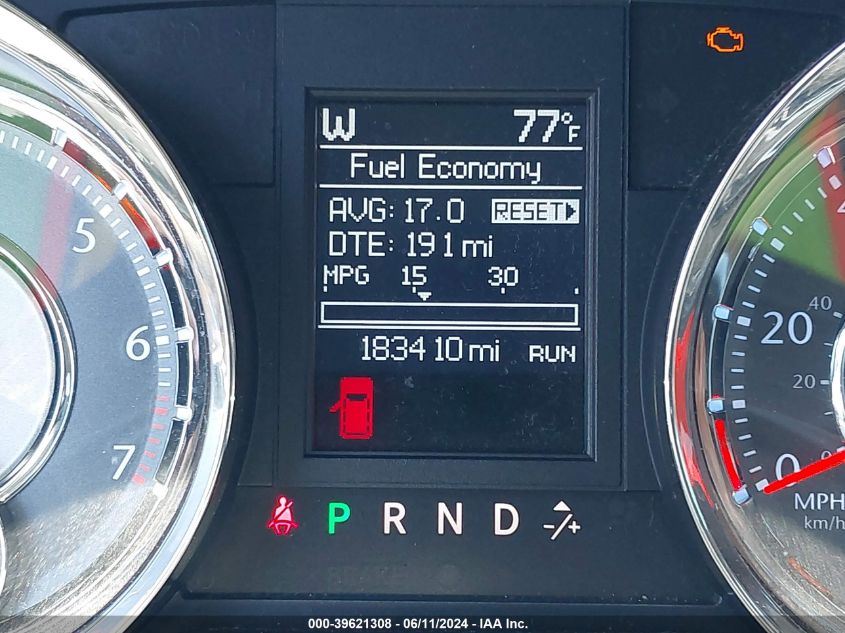 W 77°F
Fuel Economy
AVG: 17.0 RESET
DTE: 191 mi
MPG 15 30
183410 mi RUN
P R N D -/+
5
6
7
40
20
20
0
MPH
km/h
000-39621308 - 06/11/2024 - IAA Inc.